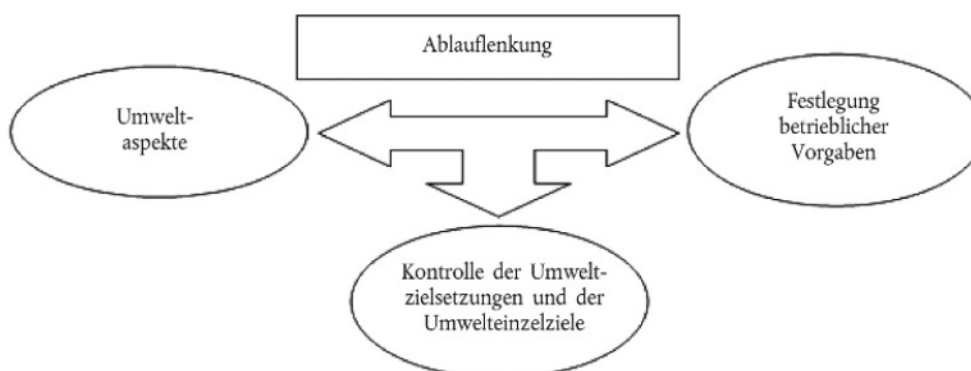 Ablauflenkung
Umwelt-
aspekte
Festlegung
betrieblicher
Vorgaben
Kontrolle der Umwelt-
zielsetzungen und der
Umwelteinzelziele